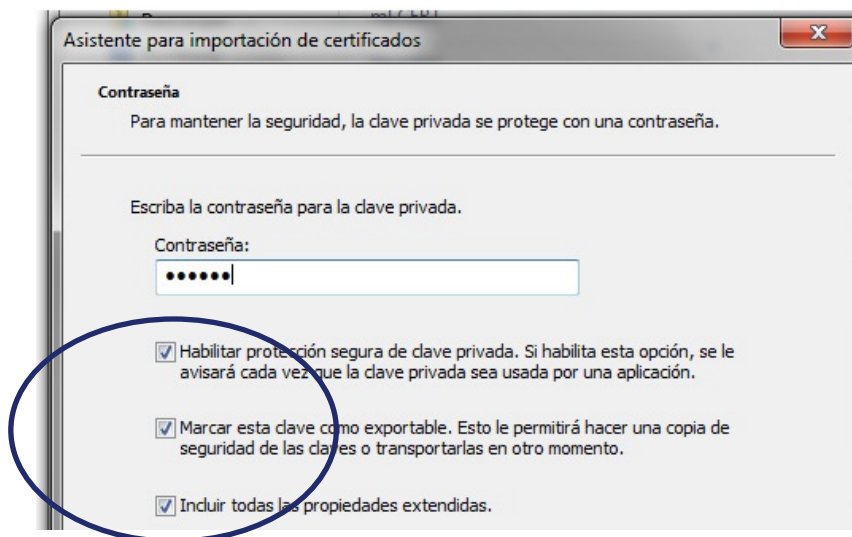 Asistente para importación de certificados
Contraseña
Para mantener la seguridad, la clave privada se protege con una contraseña.
Escriba la contraseña para la clave privada.
Contraseña:
••••••
Habilitar protección segura de clave privada. Si habilita esta opción, se le
avisará cada vez que la clave privada sea usada por una aplicación.
Marcar esta clave como exportable. Esto le permitirá hacer una copia de
seguridad de las claves o transportarlas en otro momento.
Incluir todas las propiedades extendidas.